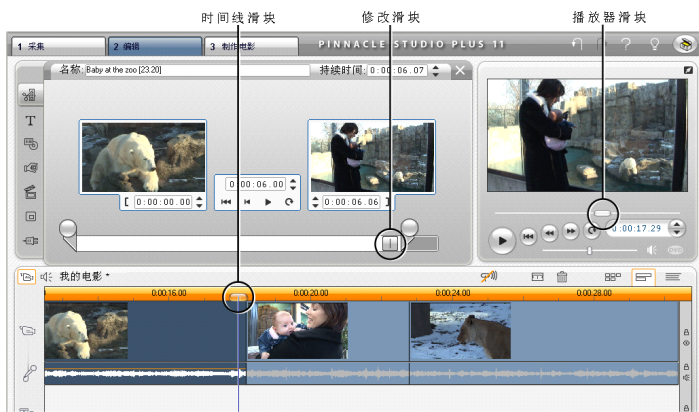 时间线滑块 修改滑块 播放器滑块
1 采集 2 编辑 3 制作电影 PINNACLE STUDIO PLUS 11
名称: Baby at the zoo [23.20] 持续时间: 0:00:06.07
T
[ 0:00:00.00 0:00:06.00 0:00:06.06 ]
0:00:17.29
我的电影 *
0:00:16.00 0:00:20.00 0:00:24.00 0:00:28.00